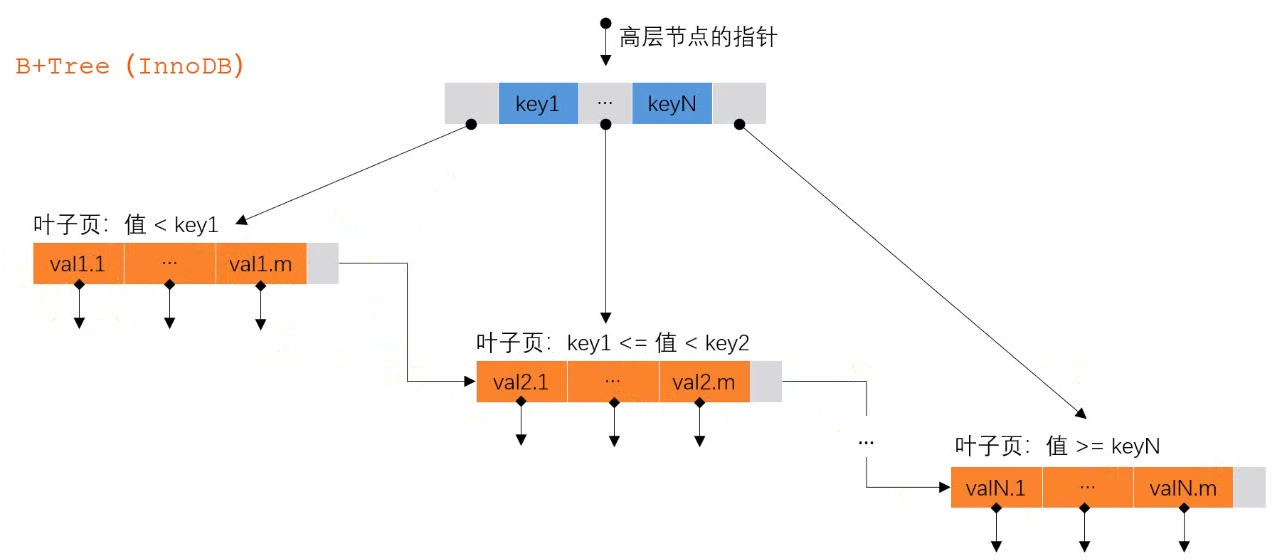 高层节点的指针
B+Tree (InnoDB)
key1 ... keyN
叶子页：值 < key1
val1.1 ... val1.m
叶子页：key1 <= 值 < key2
val2.1 ... val2.m
...
叶子页：值 >= keyN
valN.1 ... valN.m